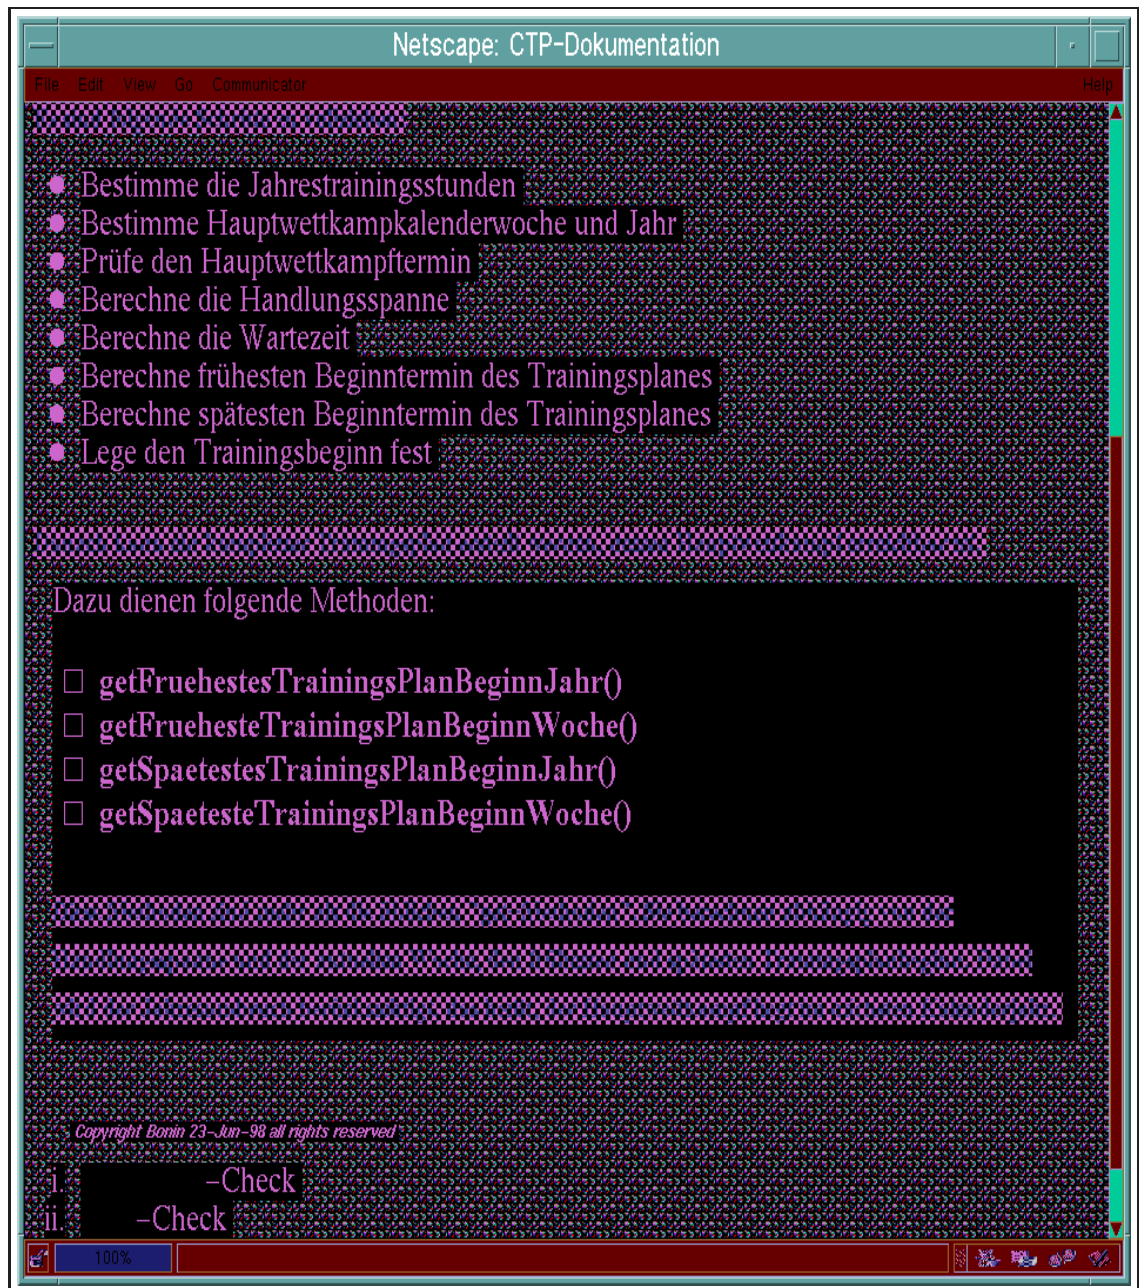 Netscape: CTP-Dokumentation
File Edit View Go Communicator Help
Bestimme die Jahrestrainingsstunden
Bestimme Hauptwettkampkalenderwoche und Jahr
Prüfe den Hauptwettkampftermin
Berechne die Handlungsspanne
Berechne die Wartezeit
Berechne frühesten Beginntermin des Trainingsplanes
Berechne spätesten Beginntermin des Trainingsplanes
Lege den Trainingsbeginn fest
Dazu dienen folgende Methoden:
getFruehestesTrainingsPlanBeginnJahr()
getFruehesteTrainingsPlanBeginnWoche()
getSpaetestesTrainingsPlanBeginnJahr()
getSpaetesteTrainingsPlanBeginnWoche()
Copyright Bonin 23-Jun-98 all rights reserved
i. -Check
ii. -Check
100%